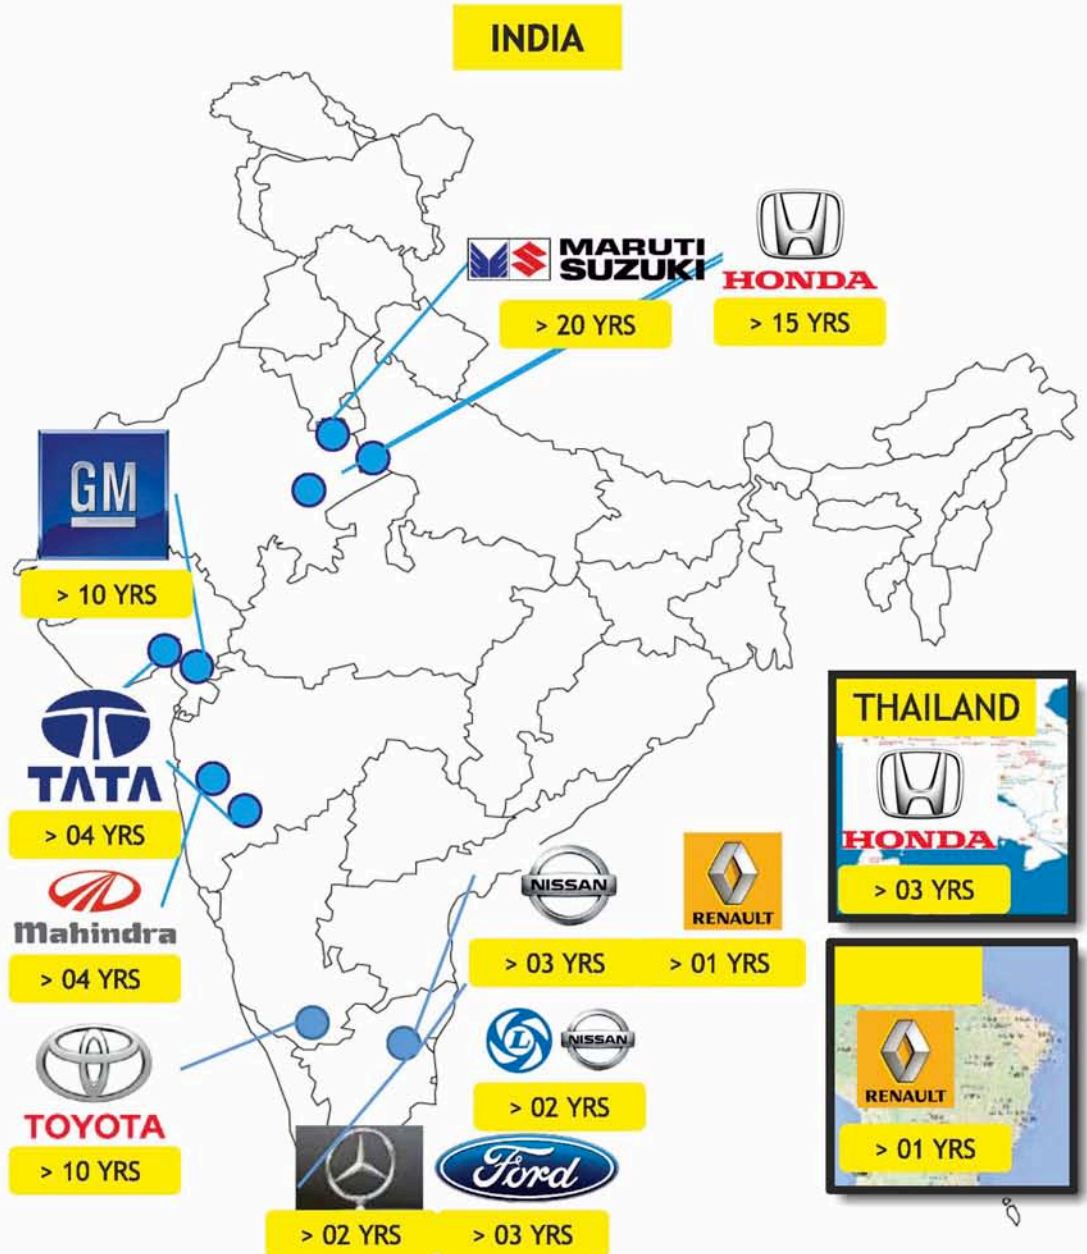 INDIA
MARUTI
SUZUKI
HONDA
> 20 YRS
> 15 YRS
GM
> 10 YRS
TATA
> 04 YRS
Mahindra
> 04 YRS
TOYOTA
> 10 YRS
NISSAN
RENAULT
> 03 YRS
> 01 YRS
L
NISSAN
> 02 YRS
Ford
> 02 YRS
> 03 YRS
THAILAND
HONDA
> 03 YRS
RENAULT
> 01 YRS